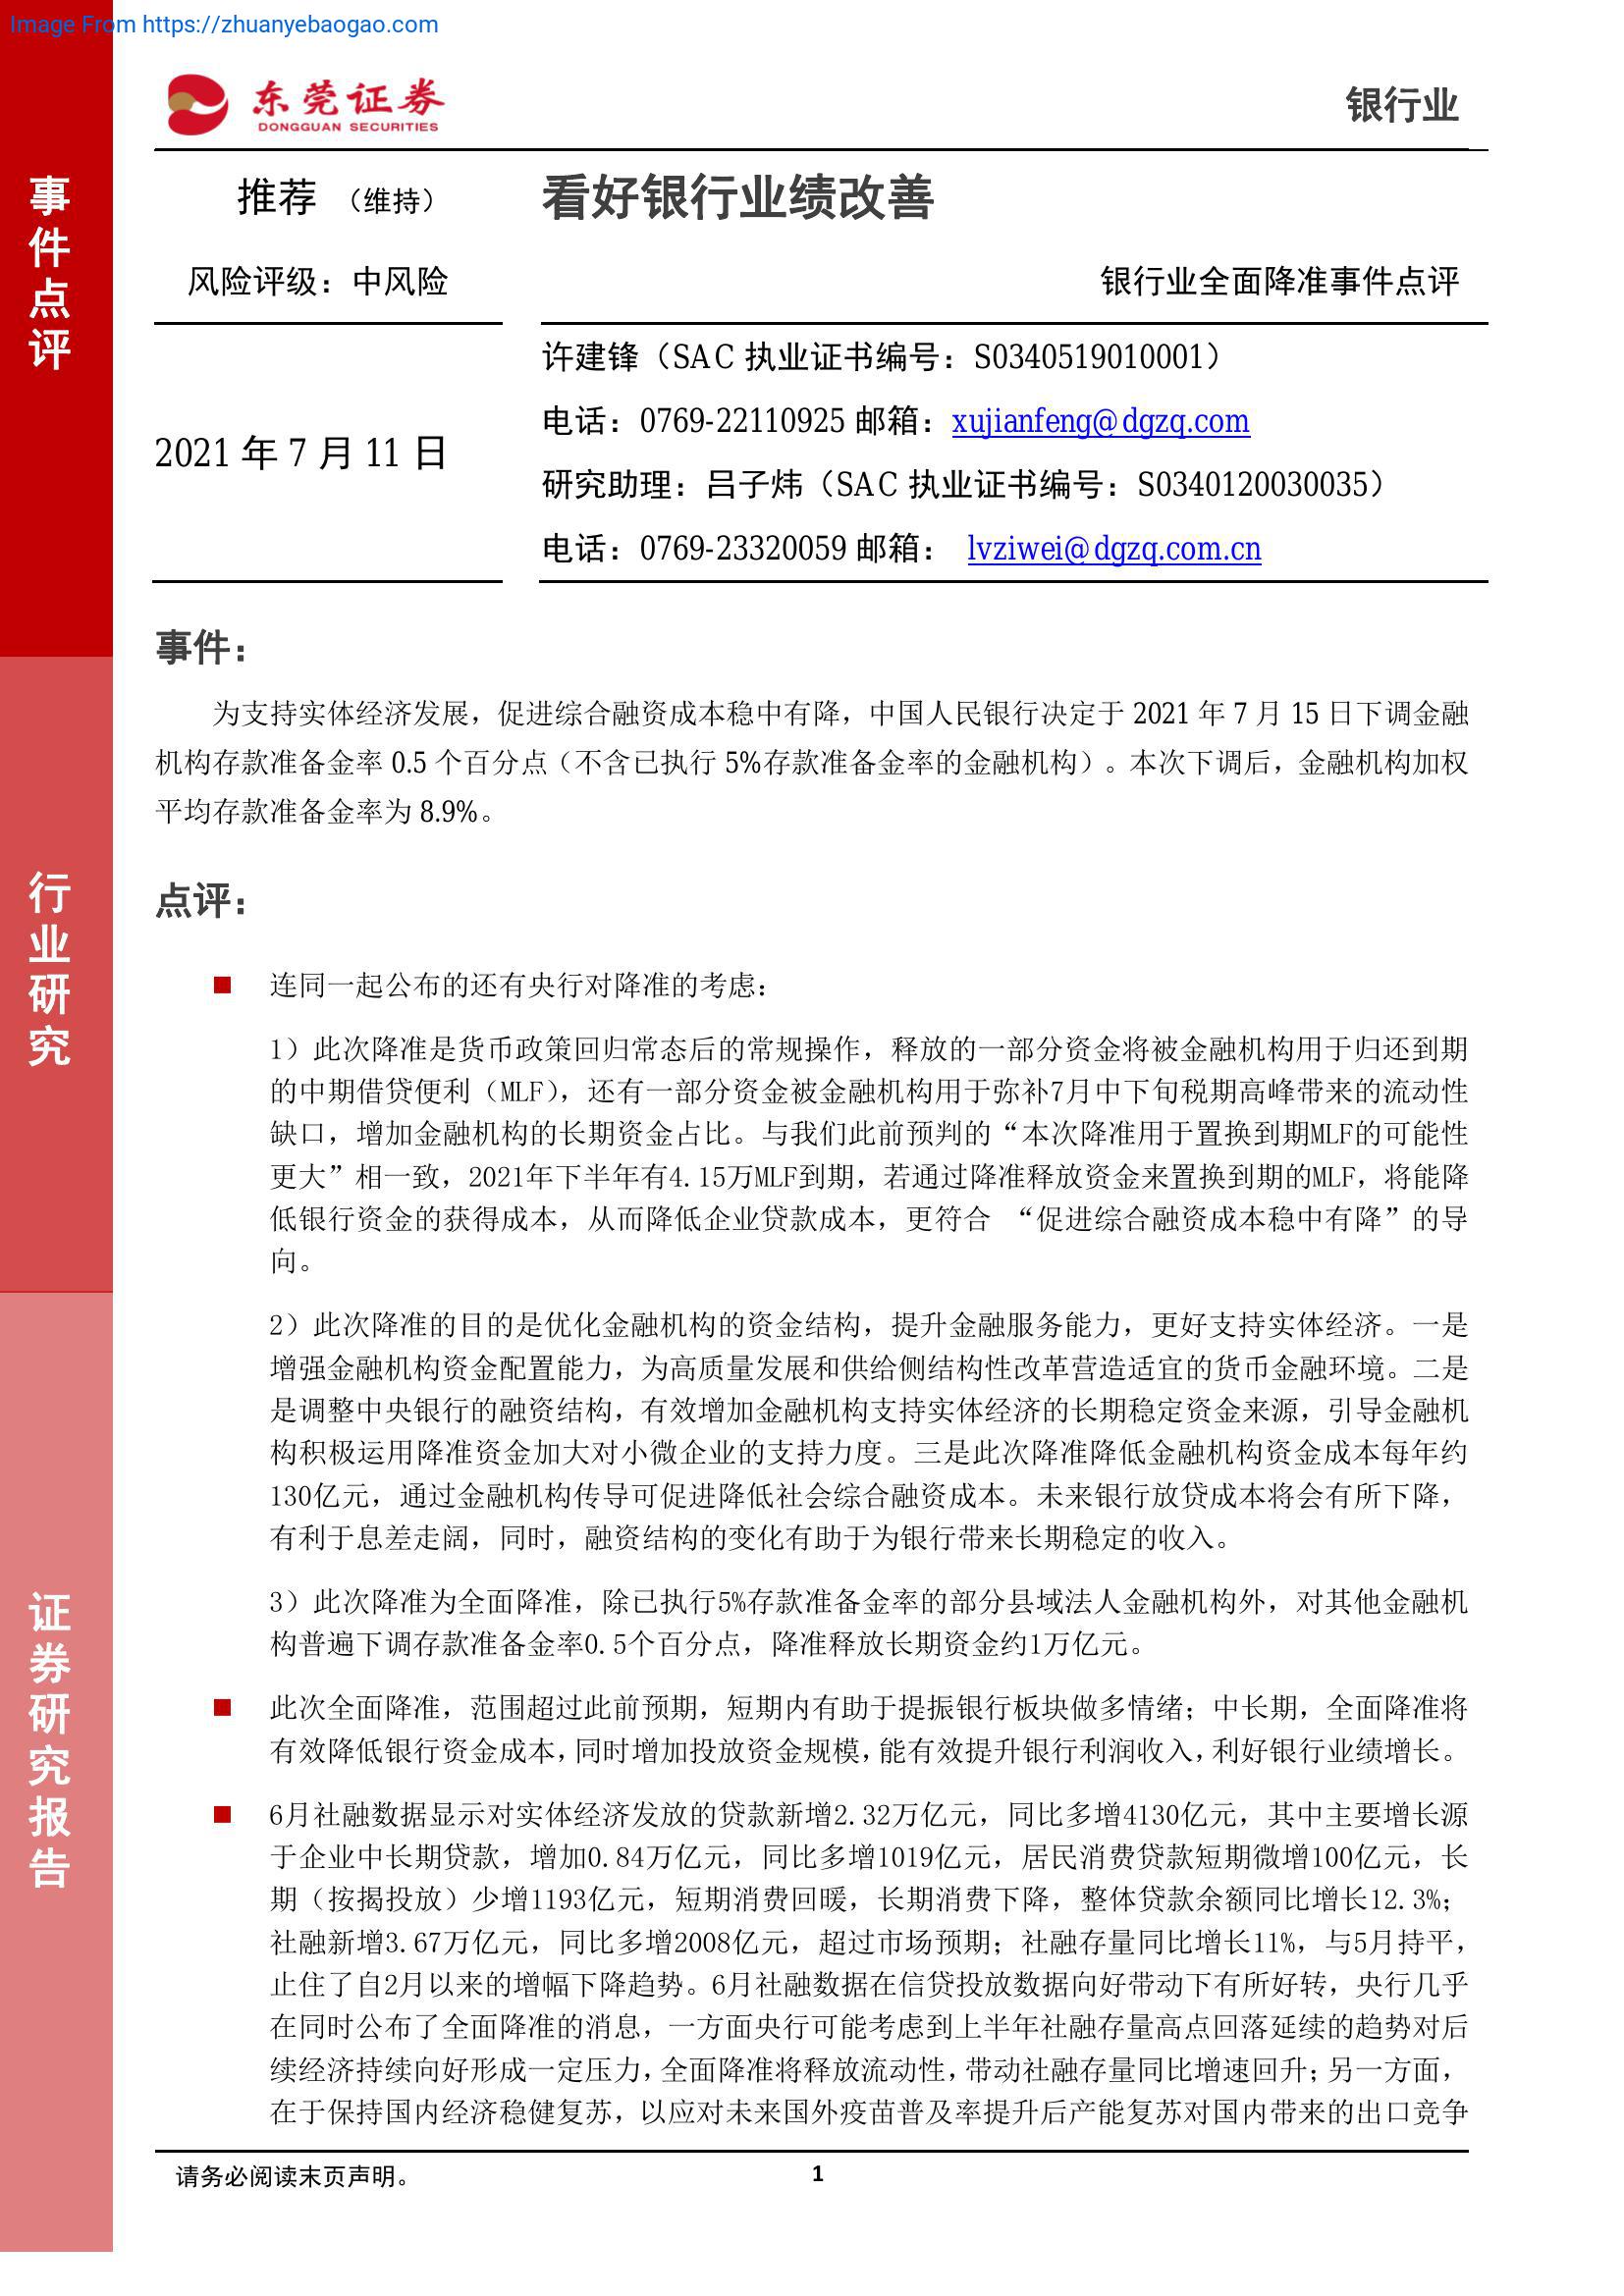 Image From https://zhuanyebaogao.com
东莞证券
DONGGUAN SECURITIES
银行业
事件点评
行业研究
证券研究报告
推荐 （维持）
看好银行业绩改善
风险评级：中风险
银行业全面降准事件点评
2021 年 7 月 11 日
许建锋（SAC 执业证书编号：S0340519010001）
电话：0769-22110925 邮箱：xujianfeng@dgzq.com
研究助理：吕子炜（SAC 执业证书编号：S0340120030035）
电话：0769-23320059 邮箱： lvziwei@dgzq.com.cn
事件：
为支持实体经济发展，促进综合融资成本稳中有降，中国人民银行决定于 2021 年 7 月 15 日下调金融
机构存款准备金率 0.5 个百分点（不含已执行 5%存款准备金率的金融机构）。本次下调后，金融机构加权
平均存款准备金率为 8.9%。
点评：
■ 连同一起公布的还有央行对降准的考虑：
1）此次降准是货币政策回归常态后的常规操作，释放的一部分资金将被金融机构用于归还到期
的中期借贷便利（MLF），还有一部分资金被金融机构用于弥补7月中下旬税期高峰带来的流动性
缺口，增加金融机构的长期资金占比。与我们此前预判的“本次降准用于置换到期MLF的可能性
更大”相一致，2021年下半年有4.15万MLF到期，若通过降准释放资金来置换到期的MLF，将能降
低银行资金的获得成本，从而降低企业贷款成本，更符合 “促进综合融资成本稳中有降”的导
向。
2）此次降准的目的是优化金融机构的资金结构，提升金融服务能力，更好支持实体经济。一是
增强金融机构资金配置能力，为高质量发展和供给侧结构性改革营造适宜的货币金融环境。二是
是调整中央银行的融资结构，有效增加金融机构支持实体经济的长期稳定资金来源，引导金融机
构积极运用降准资金加大对小微企业的支持力度。三是此次降准降低金融机构资金成本每年约
130亿元，通过金融机构传导可促进降低社会综合融资成本。未来银行放贷成本将会有所下降，
有利于息差走阔，同时，融资结构的变化有助于为银行带来长期稳定的收入。
3）此次降准为全面降准，除已执行5%存款准备金率的部分县域法人金融机构外，对其他金融机
构普遍下调存款准备金率0.5个百分点，降准释放长期资金约1万亿元。
■ 此次全面降准，范围超过此前预期，短期内有助于提振银行板块做多情绪；中长期，全面降准将
有效降低银行资金成本，同时增加投放资金规模，能有效提升银行利润收入，利好银行业绩增长。
■ 6月社融数据显示对实体经济发放的贷款新增2.32万亿元，同比多增4130亿元，其中主要增长源
于企业中长期贷款，增加0.84万亿元，同比多增1019亿元，居民消费贷款短期微增100亿元，长
期（按揭投放）少增1193亿元，短期消费回暖，长期消费下降，整体贷款余额同比增长12.3%；
社融新增3.67万亿元，同比多增2008亿元，超过市场预期；社融存量同比增长11%，与5月持平，
止住了自2月以来的增幅下降趋势。6月社融数据在信贷投放数据向好带动下有所好转，央行几乎
在同时公布了全面降准的消息，一方面央行可能考虑到上半年社融存量高点回落延续的趋势对后
续经济持续向好形成一定压力，全面降准将释放流动性，带动社融存量同比增速回升；另一方面，
在于保持国内经济稳健复苏，以应对未来国外疫苗普及率提升后产能复苏对国内带来的出口竞争
请务必阅读末页声明。
1